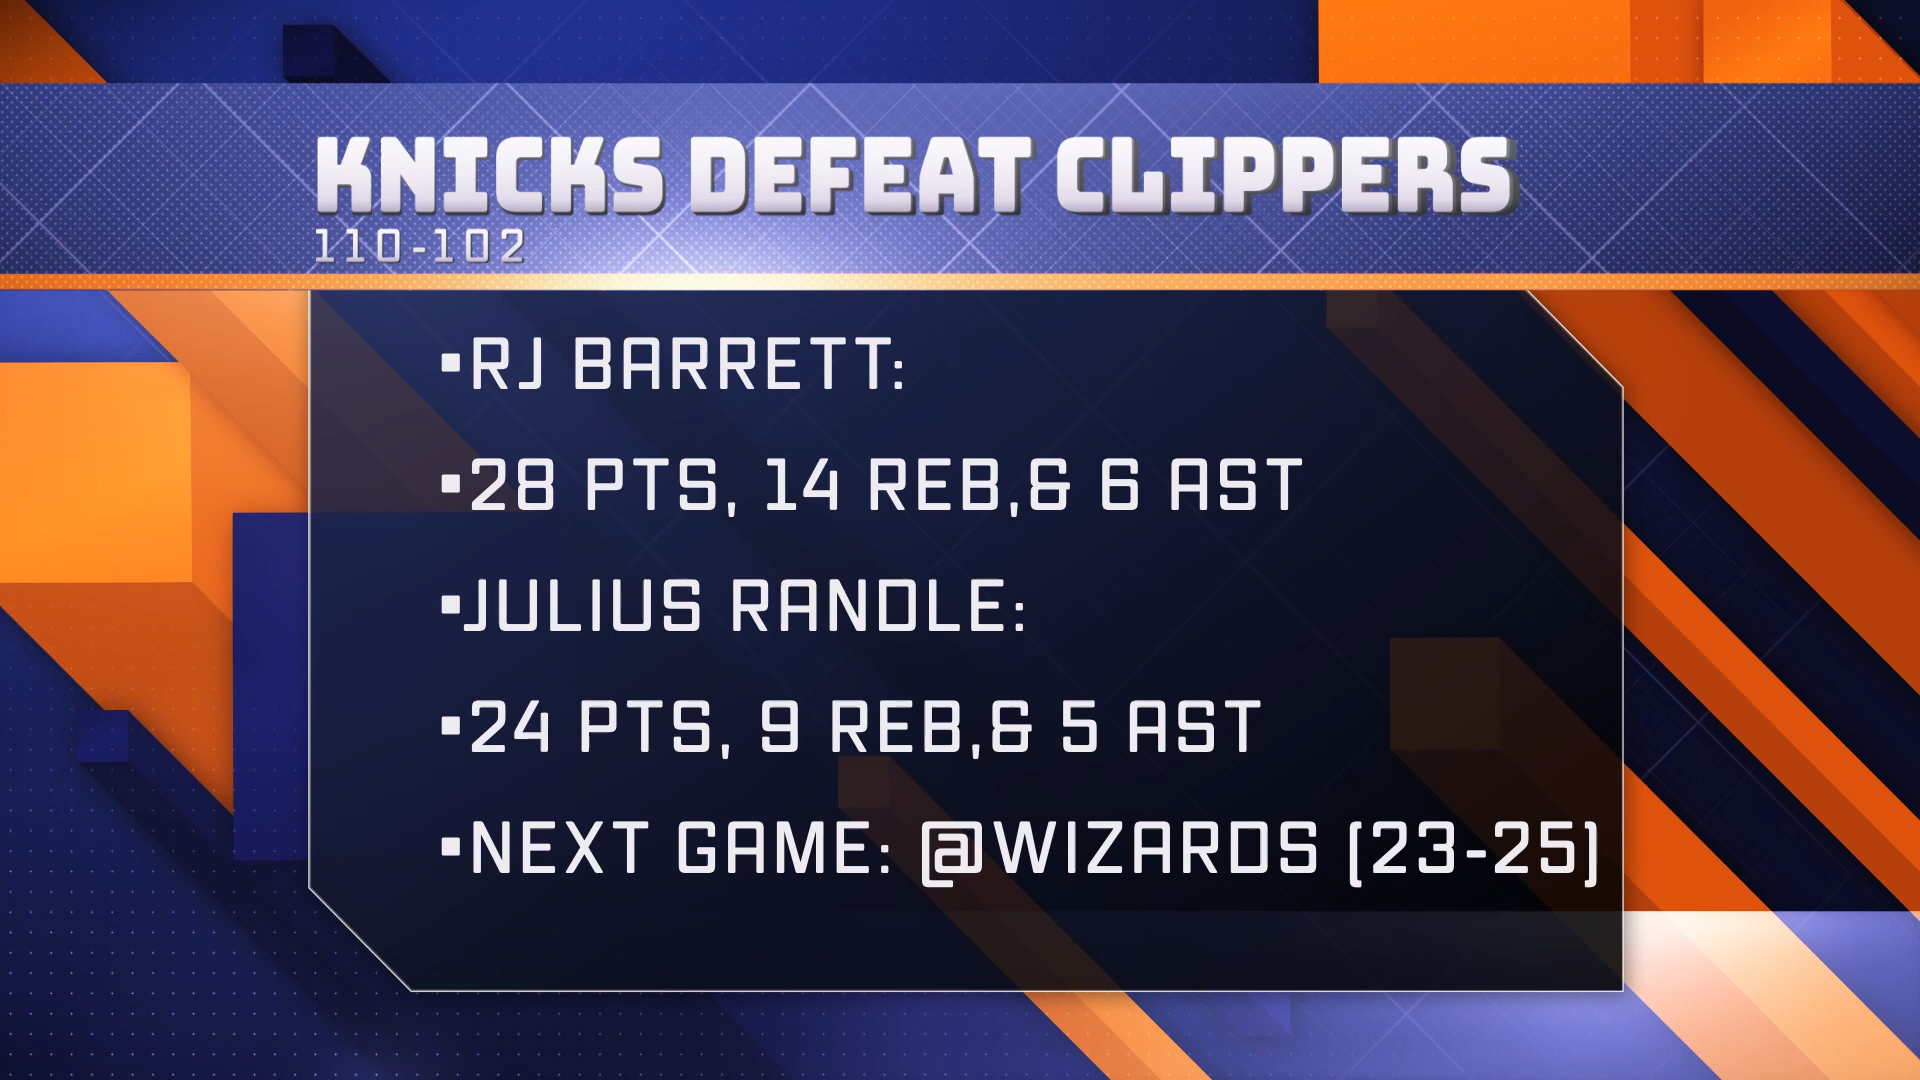 KNICKS DEFEAT CLIPPERS
110-102
▪RJ BARRETT:
▪28 PTS, 14 REB,& 6 AST
▪JULIUS RANDLE:
▪24 PTS, 9 REB,& 5 AST
▪NEXT GAME: @WIZARDS (23-25)